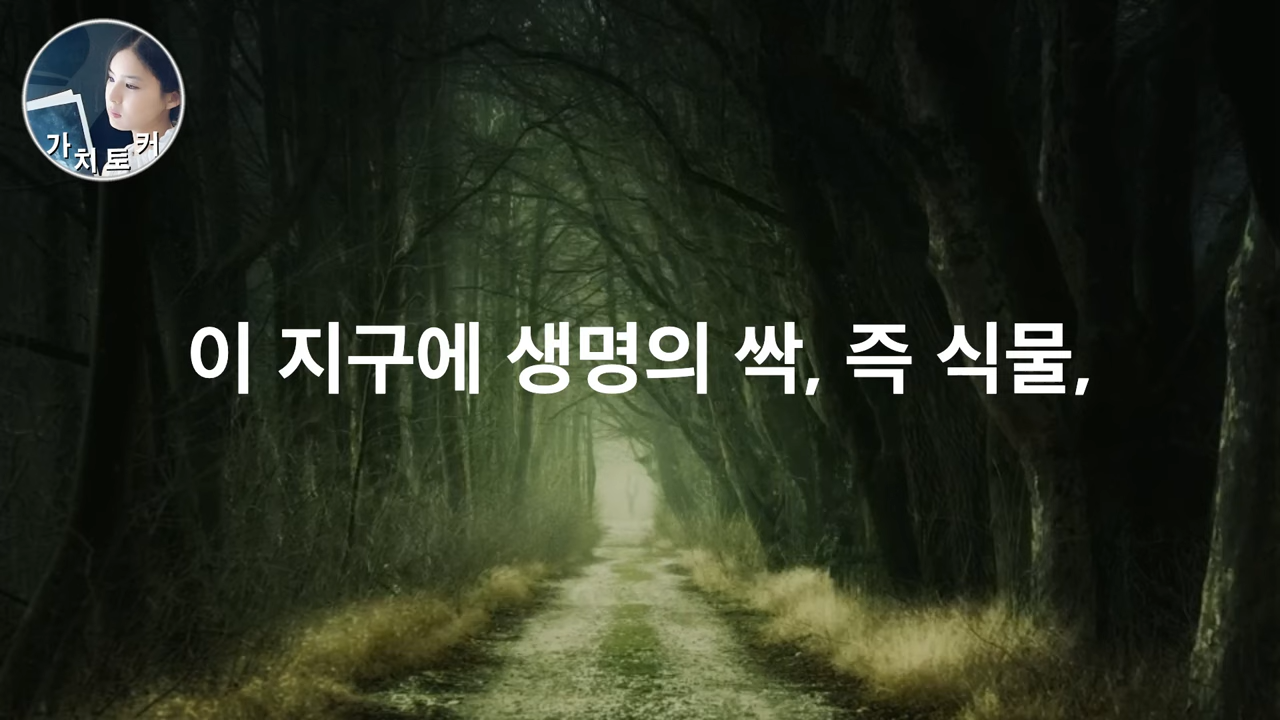 가치토커
이 지구에 생명의 싹, 즉 식물,